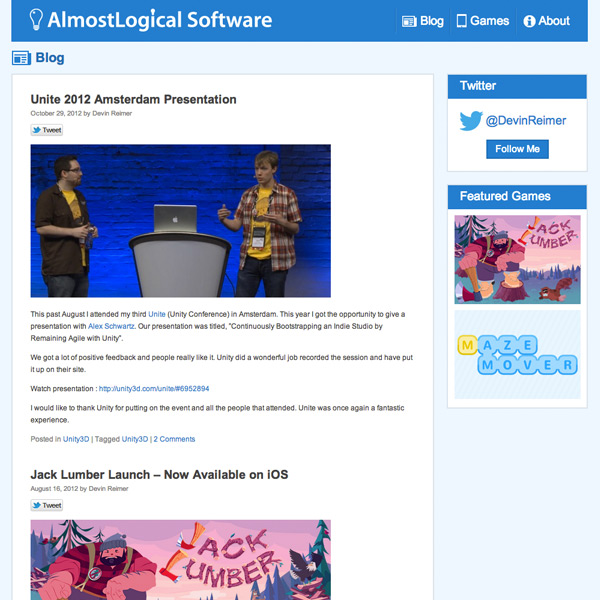 AlmostLogical Software
Blog
Games
About
Blog
Unite 2012 Amsterdam Presentation
October 29, 2012 by Devin Reimer
Tweet
This past August I attended my third Unite (Unity Conference) in Amsterdam. This year I got the opportunity to give a
presentation with Alex Schwartz. Our presentation was titled, "Continuously Bootstrapping an Indie Studio by
Remaining Agile with Unity".
We got a lot of positive feedback and people really like it. Unity did a wonderful job recorded the session and have put
it up on their site.
Watch presentation : http://unity3d.com/unite/#6952894
I would like to thank Unity for putting on the event and all the people that attended. Unite was once again a fantastic
experience.
Posted in Unity3D | Tagged Unity3D | 2 Comments
Jack Lumber Launch – Now Available on iOS
August 16, 2012 by Devin Reimer
Tweet
JACK
LUMBER
Twitter
@DevinReimer
Follow Me
Featured Games
JACK
LUMBER
MAZE
MOVER